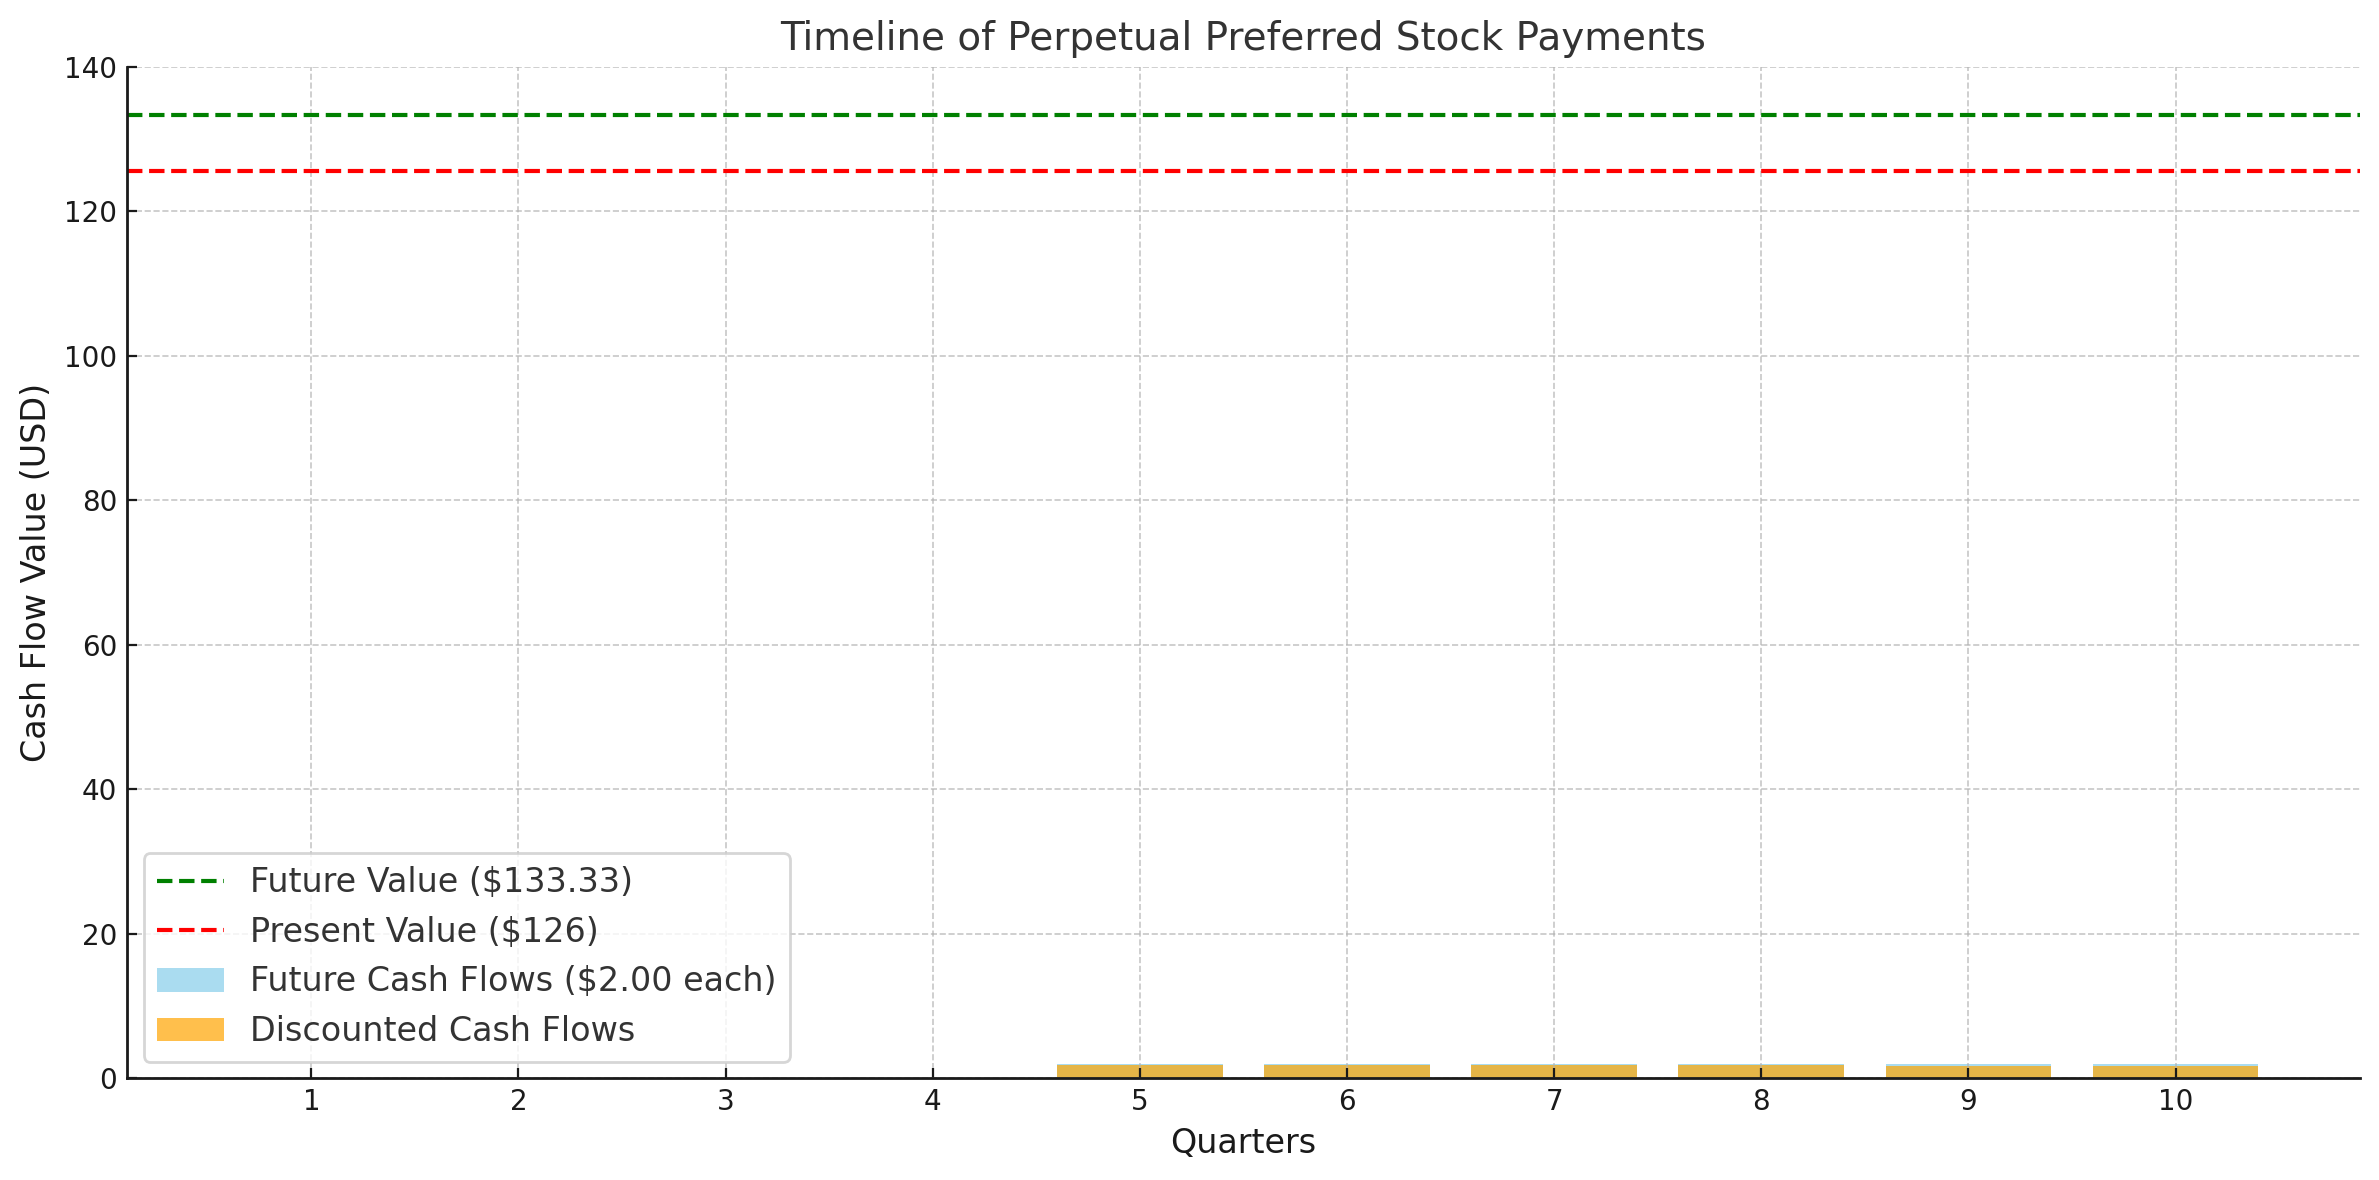 Timeline of Perpetual Preferred Stock Payments
140
120
100
80
60
40
20
0
Cash Flow Value (USD)
Future Value ($133.33)
Present Value ($126)
Future Cash Flows ($2.00 each)
Discounted Cash Flows
1 2 3 4 5 6 7 8 9 10
Quarters